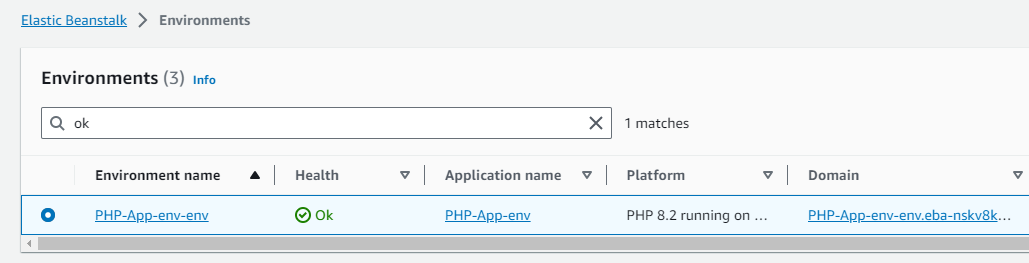 Elastic Beanstalk > Environments
Environments (3) Info
ok 1 matches
Environment name Health Application name Platform Domain
PHP-App-env-env Ok PHP-App-env PHP 8.2 running on ... PHP-App-env-env.eba-nskv8k...